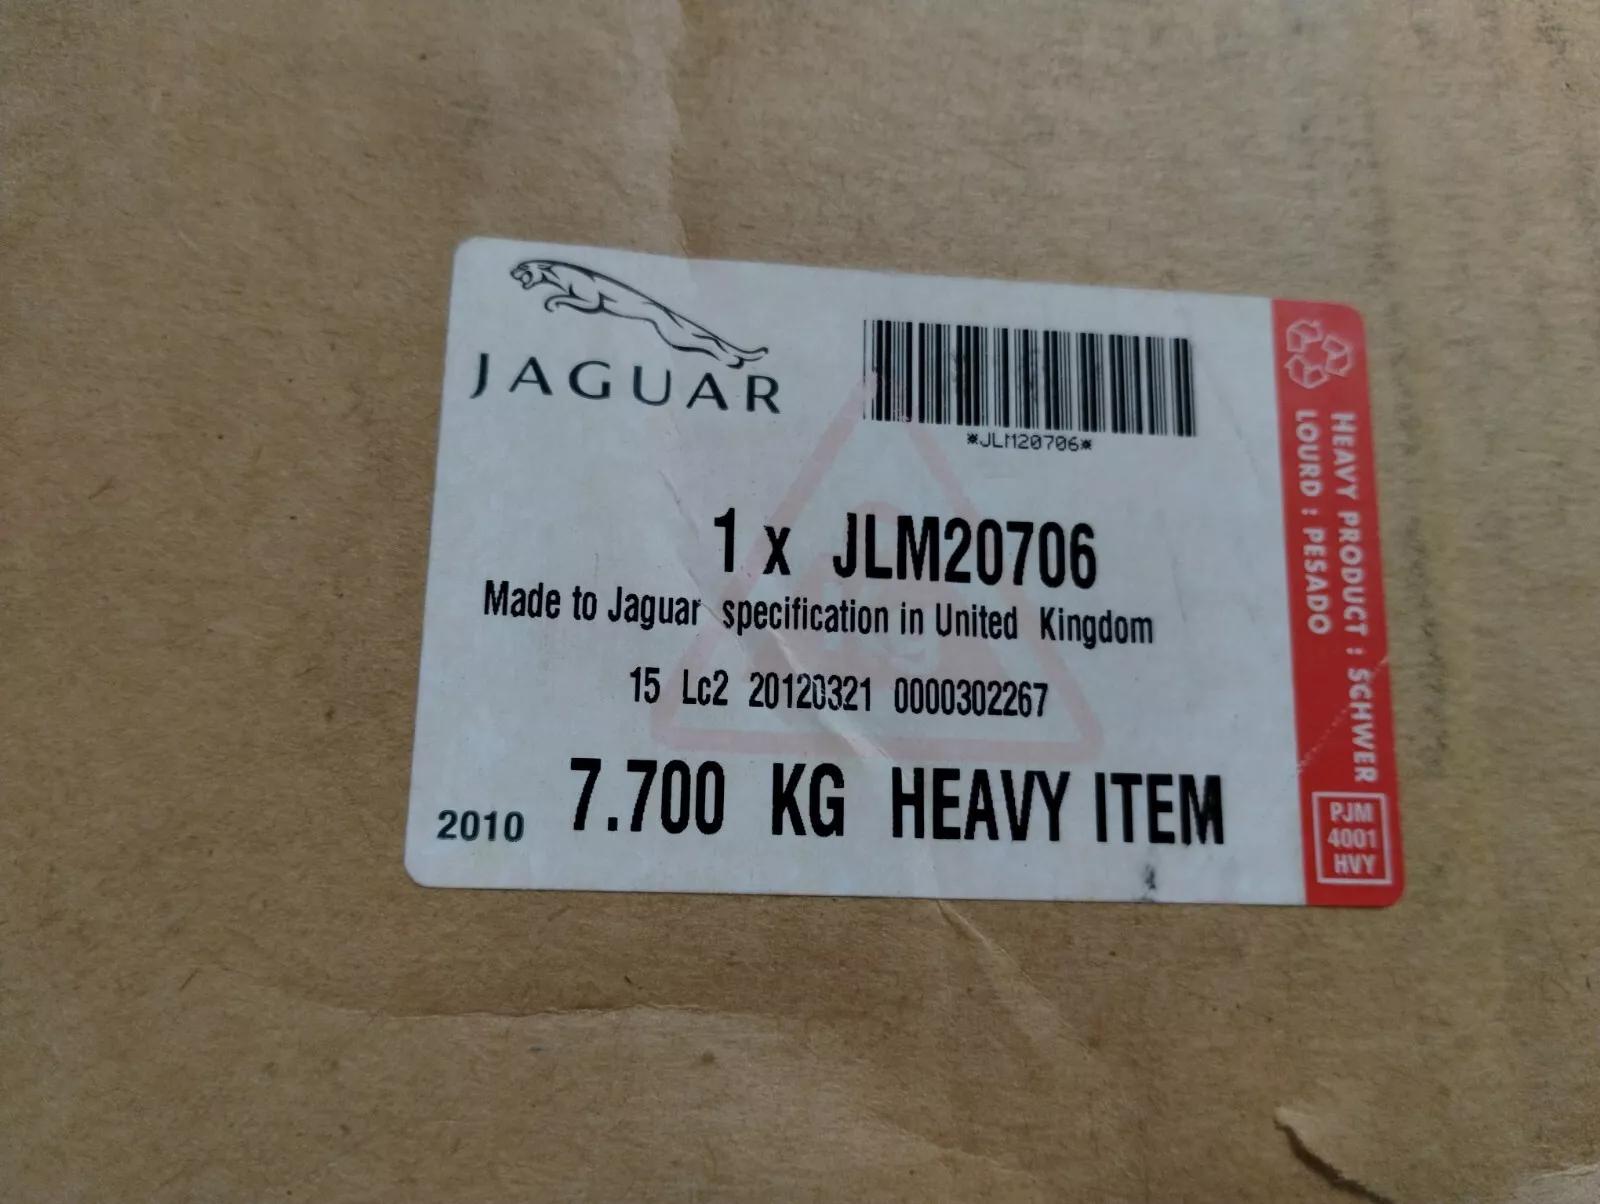 JAGUAR
*JLM20706*
1 x JLM20706
Made to Jaguar specification in United Kingdom
15 Lc2 20120321 0000302267
2010 7.700 KG HEAVY ITEM
HEAVY PRODUCT : SCHWER
LOURD : PESADO
PJM
4001
HVY